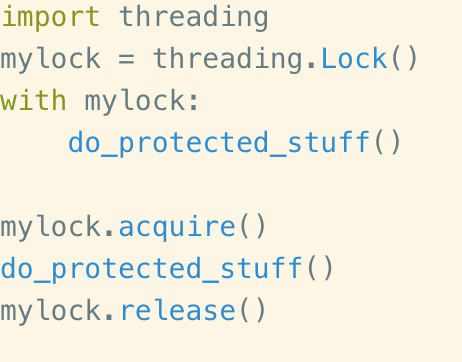 import threading
mylock = threading.Lock()
with mylock:
    do_protected_stuff()

mylock.acquire()
do_protected_stuff()
mylock.release()